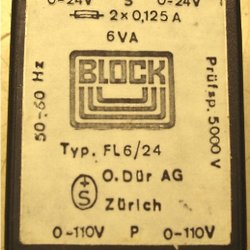 0-24V S 0-24V
2×0,125A
6VA
50-60 Hz
BLOCK
Prüfsp. 5000 V
Typ. FL6/24
+S
O.Dür AG
Zürich
0-110V P 0-110V